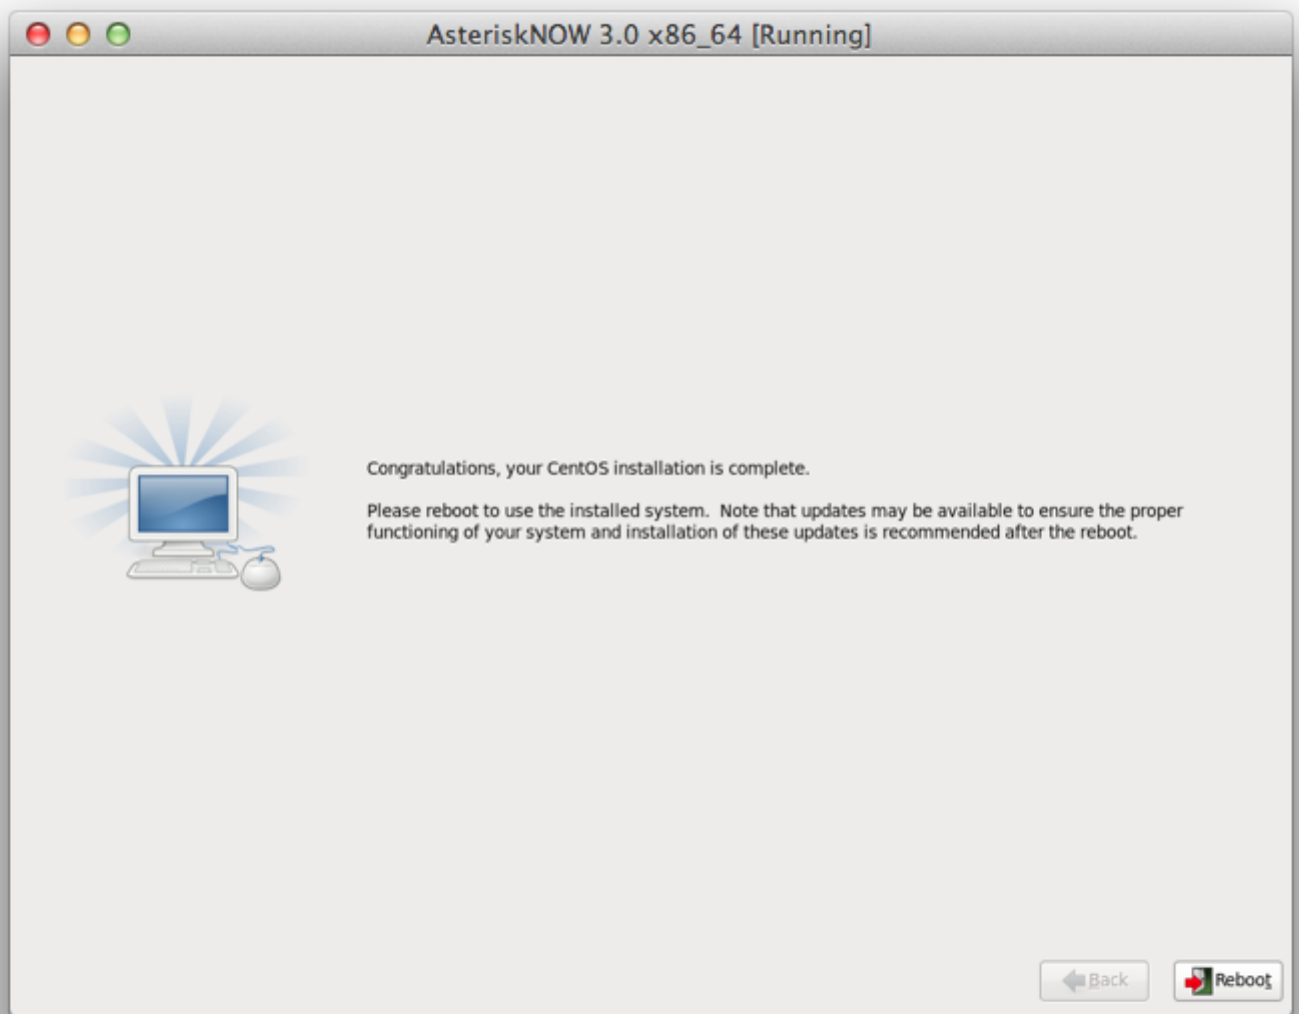 AsteriskNOW 3.0 x86_64 [Running]
Congratulations, your CentOS installation is complete.
Please reboot to use the installed system.  Note that updates may be available to ensure the proper
functioning of your system and installation of these updates is recommended after the reboot.
Back
Reboot